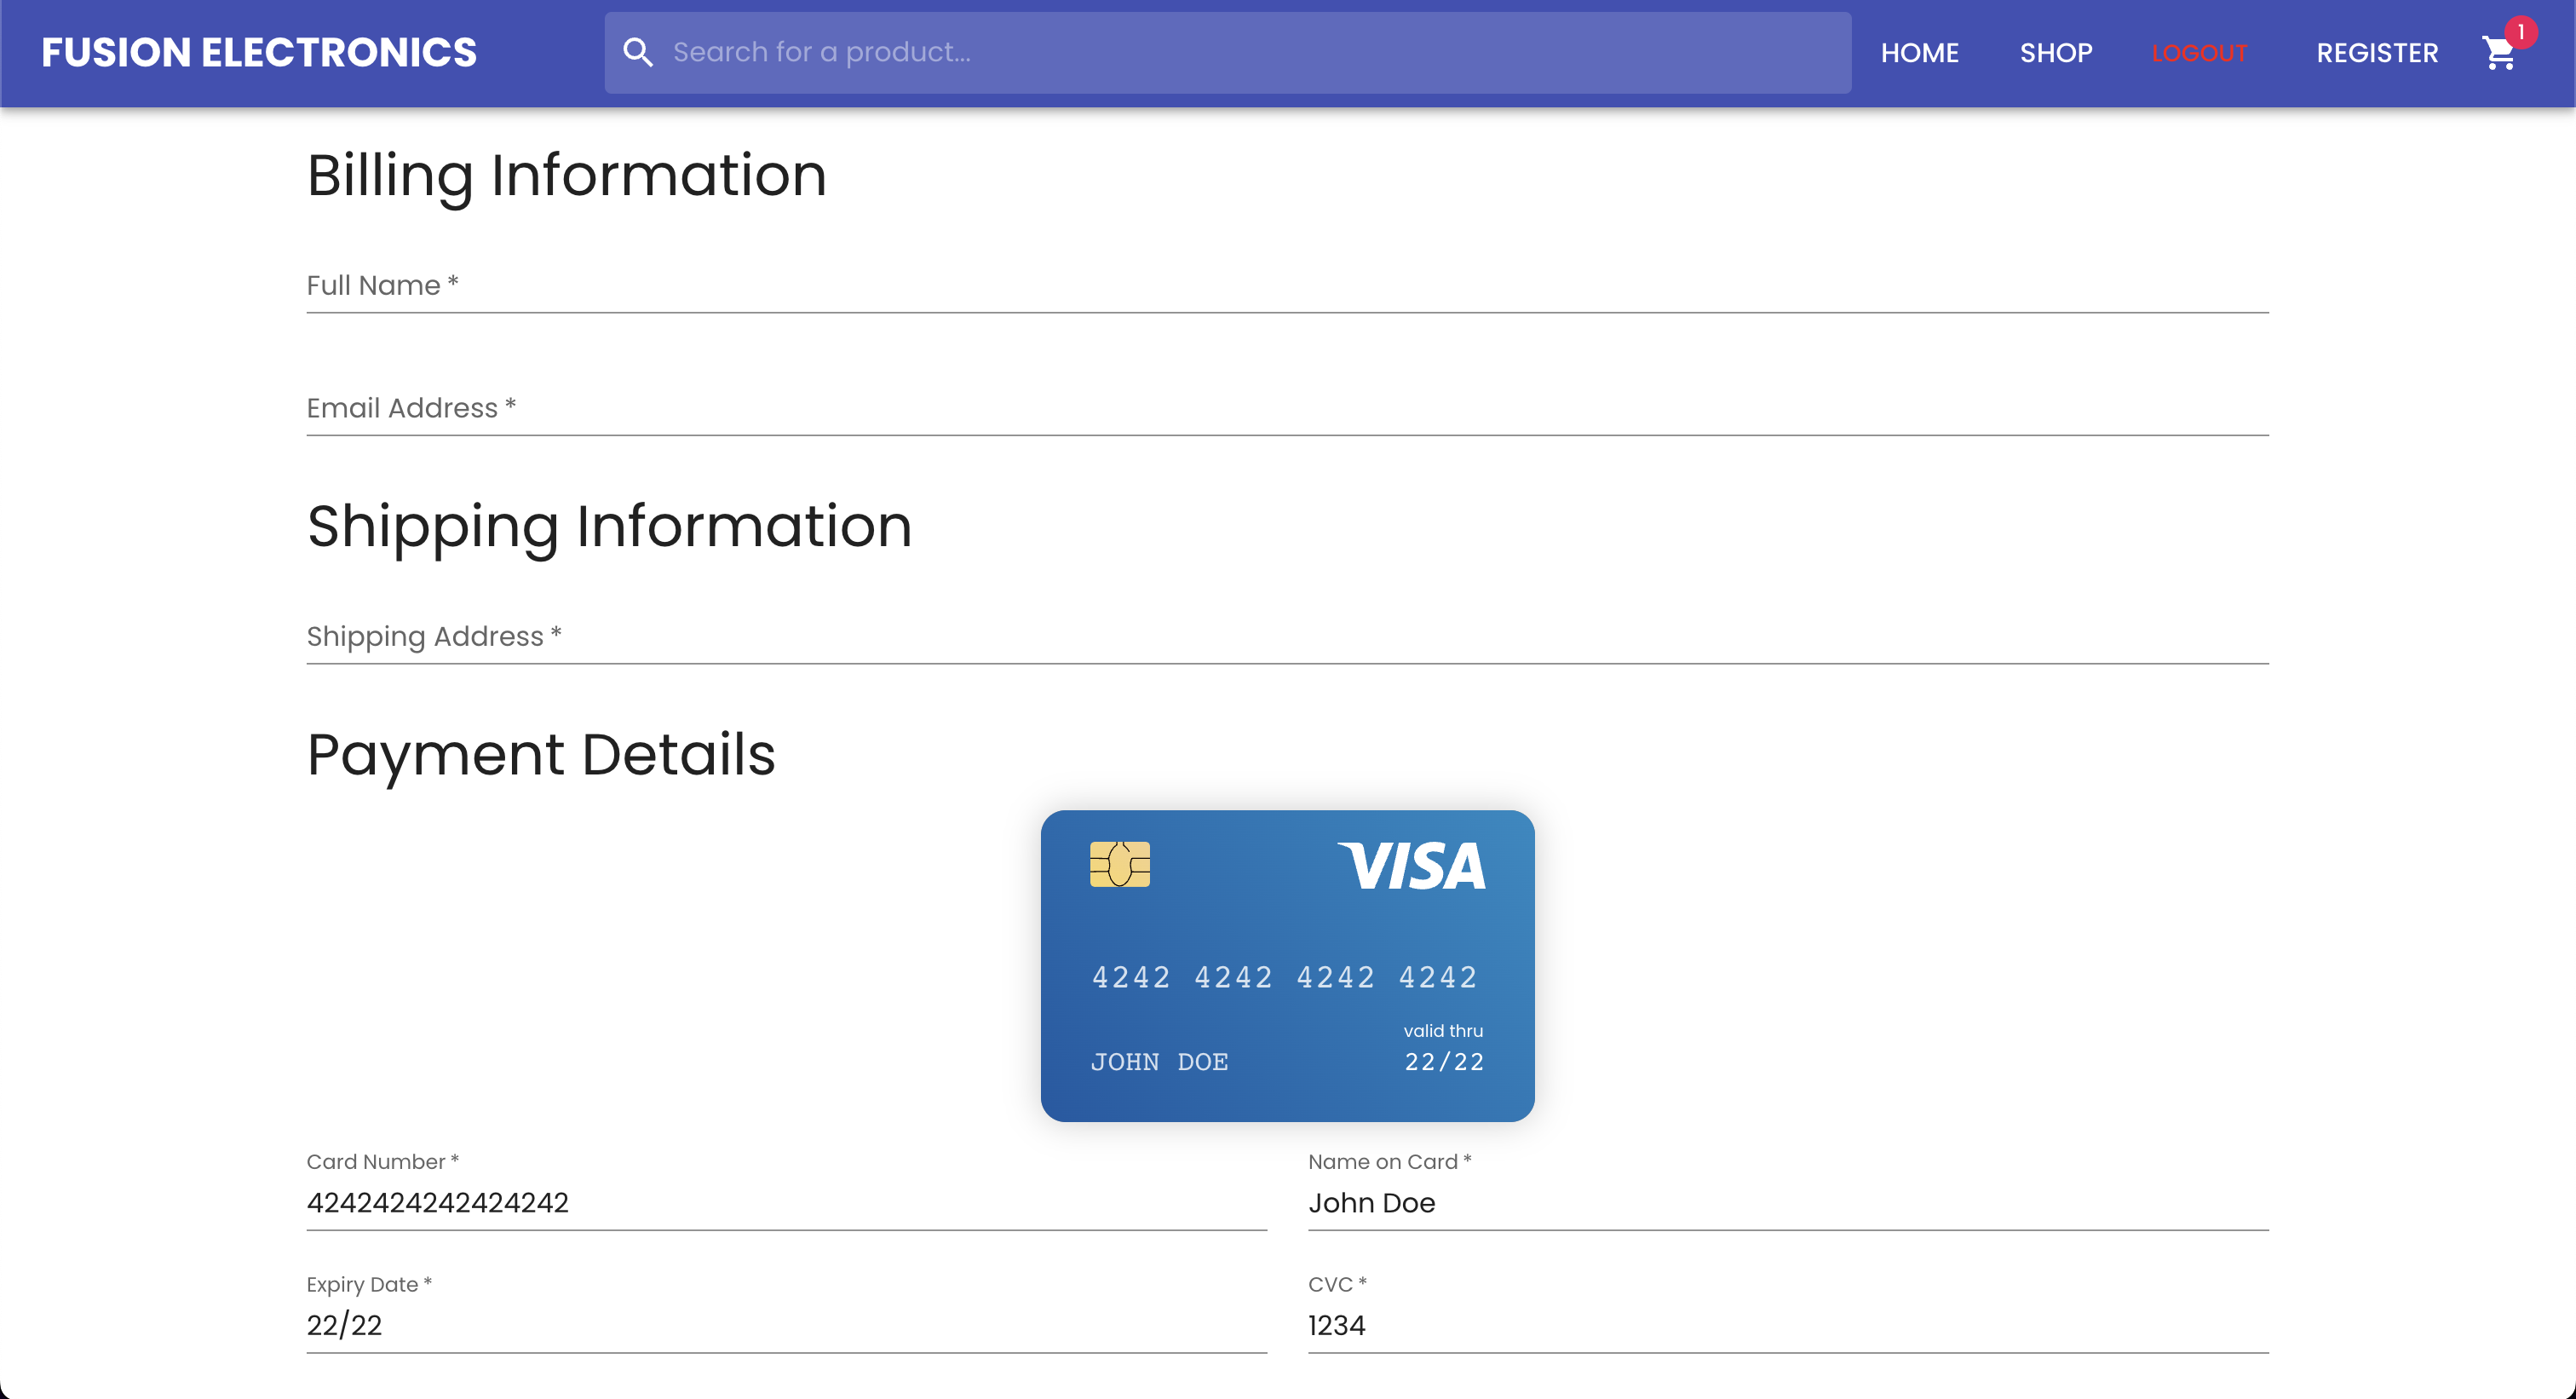 FUSION ELECTRONICS
Search for a product...
HOME
SHOP
LOGOUT
REGISTER
1
Billing Information
Full Name *
Email Address *
Shipping Information
Shipping Address *
Payment Details
VISA
4242 4242 4242 4242
valid thru
JOHN DOE
22/22
Card Number *
4242424242424242
Name on Card *
John Doe
Expiry Date *
22/22
CVC *
1234